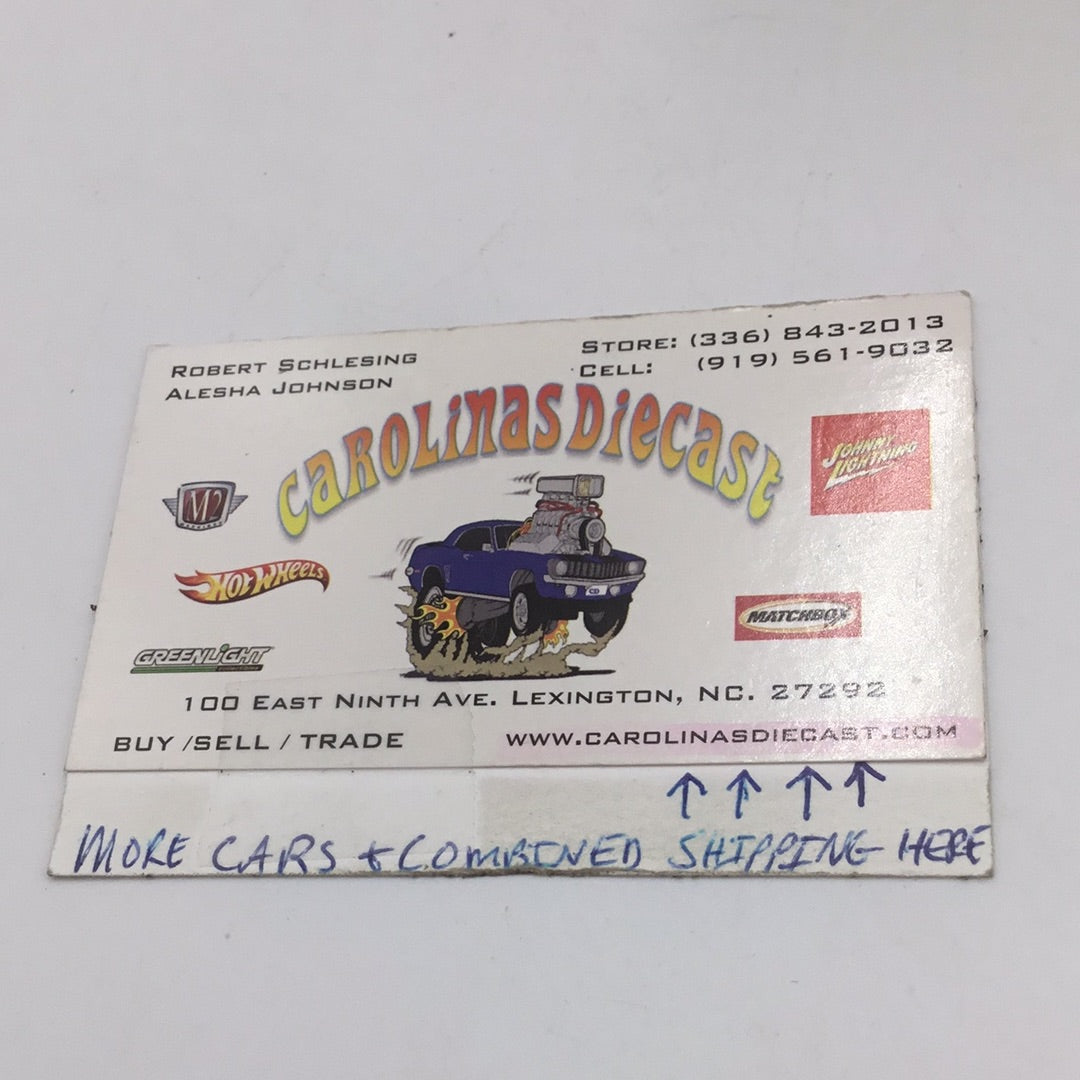 ROBERT SCHLESING
ALESHA JOHNSON
STORE: (336) 843-2013
CELL: (919) 561-9032
CAROLINAS DIECAST
M2
JOHNNY
LIGHTNING
HOT WHEELS
MATCHBOX
GREENLIGHT
CD
100 EAST NINTH AVE. LEXINGTON, NC. 27292
BUY /SELL / TRADE
WWW.CAROLINASDIECAST.COM
MORE CARS + COMBINED SHIPPING HERE